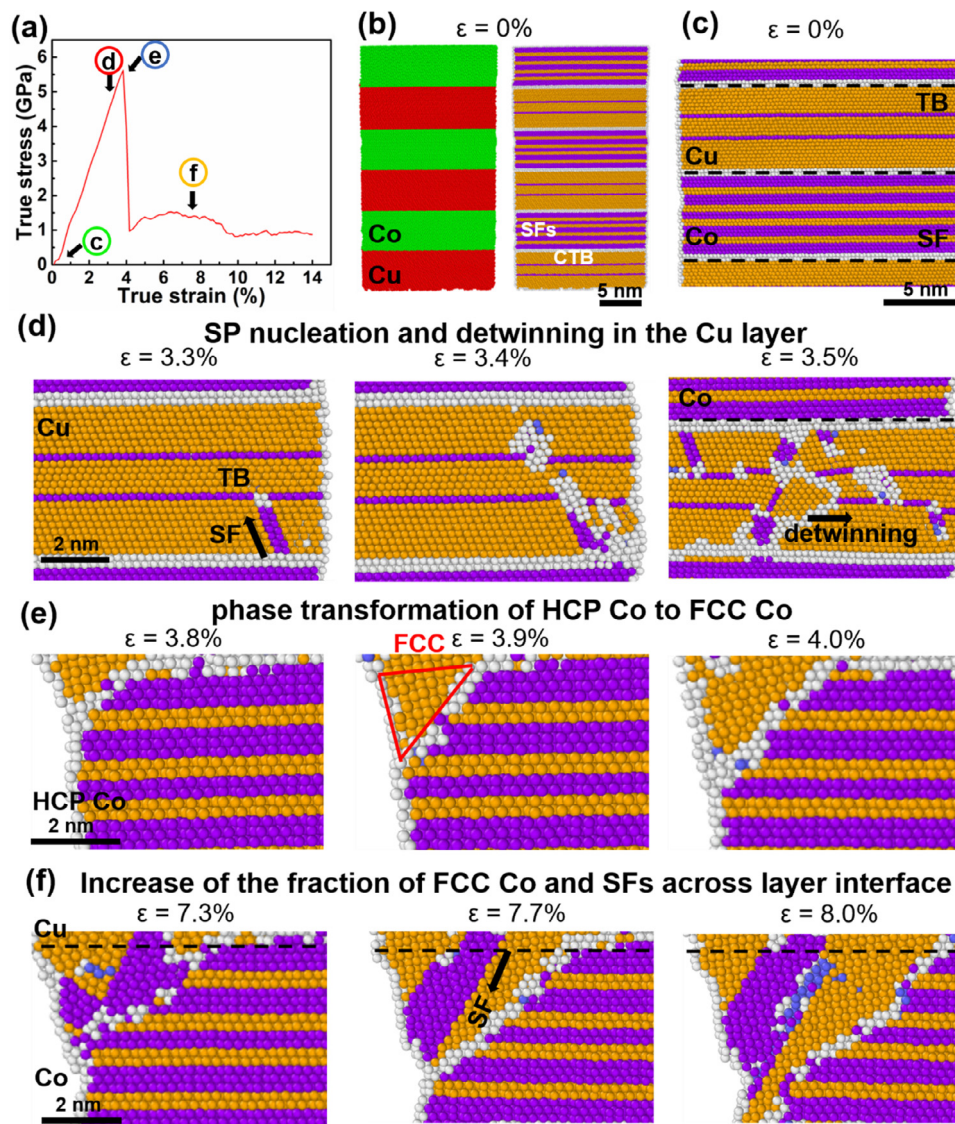 (a)
True stress (GPa)
6
5
4
3
2
1
0
0 2 4 6 8 10 12 14
True strain (%)
d
e
f
c
(b)
ε = 0%
Co
Cu
SFs
CTB
5 nm
(c)
ε = 0%
TB
Cu
Co
SF
5 nm
(d)
SP nucleation and detwinning in the Cu layer
ε = 3.3%
ε = 3.4%
ε = 3.5%
Cu
TB
SF
2 nm
Co
detwinning
(e)
phase transformation of HCP Co to FCC Co
ε = 3.8%
FCC
ε = 3.9%
ε = 4.0%
HCP Co
2 nm
(f)
Increase of the fraction of FCC Co and SFs across layer interface
ε = 7.3%
ε = 7.7%
ε = 8.0%
Cu
SF
Co
2 nm